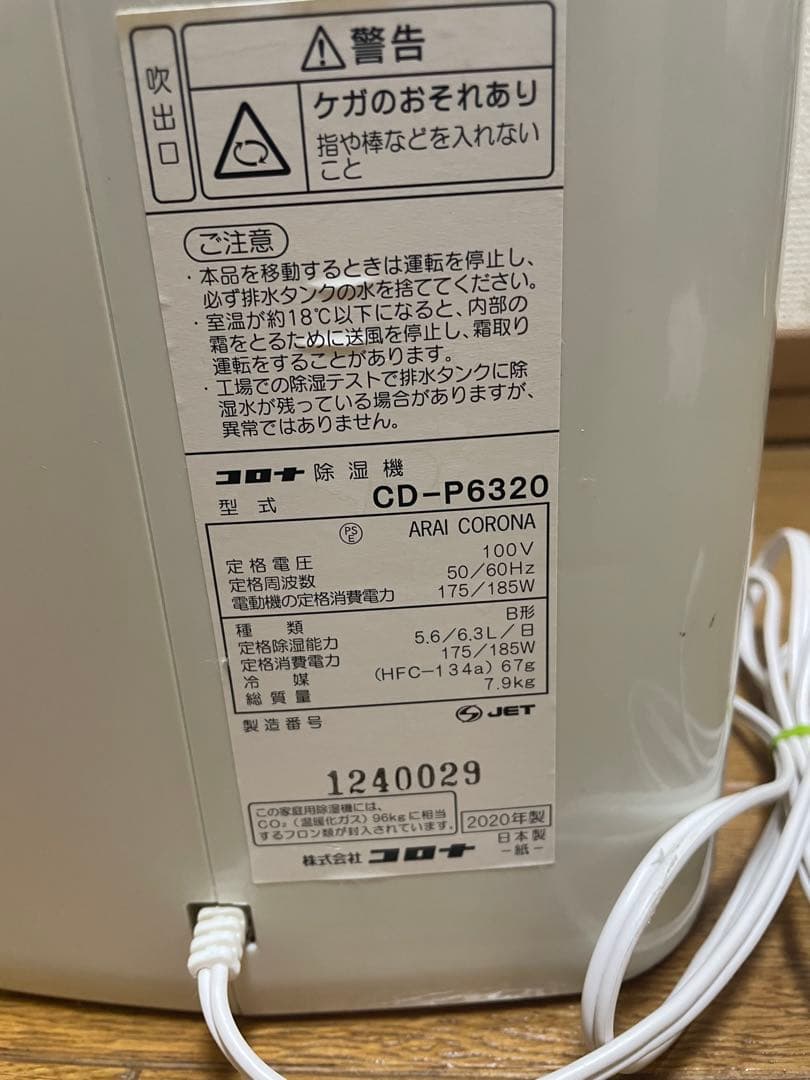 吹出口
警告
ケガのおそれあり
指や棒などを入れない
こと
ご注意
・本品を移動するときは運転を停止し、
必ず排水タンクの水を捨ててください。
・室温が約18℃以下になると、内部の
霜をとるために送風を停止し、霜取り
運転をすることがあります。
・工場での除湿テストで排水タンクに除
湿水が残っている場合がありますが、
異常ではありません。
コロナ 除湿機
型式 CD-P6320
PSE ARAI CORONA
定格電圧 100V
定格周波数 50/60Hz
電動機の定格消費電力 175/185W
種類 B形
定格除湿能力 5.6/6.3L/日
定格消費電力 175/185W
冷媒 (HFC-134a) 67g
総質量 7.9kg
製造番号 JET
1240029
この家庭用除湿機には、
CO₂(温暖化ガス)96kgに相当
するフロン類が封入されています。
2020年製
日本製
株式会社 コロナ -紙-